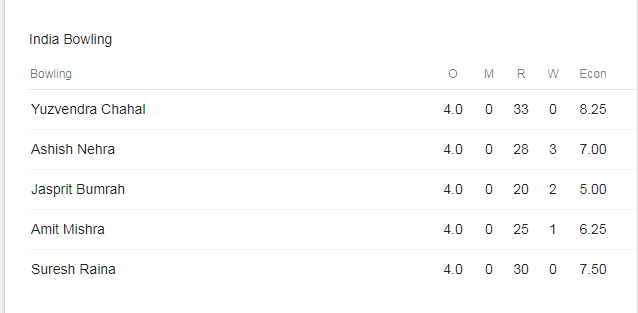 India Bowling
Bowling O M R W Econ
Yuzvendra Chahal 4.0 0 33 0 8.25
Ashish Nehra 4.0 0 28 3 7.00
Jasprit Bumrah 4.0 0 20 2 5.00
Amit Mishra 4.0 0 25 1 6.25
Suresh Raina 4.0 0 30 0 7.50